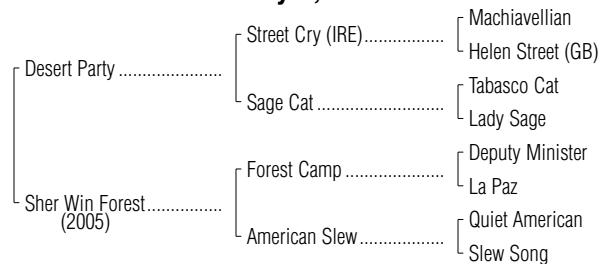 Machiavellian
Street Cry (IRE)..................
Helen Street (GB)
Desert Party .......................
Tabasco Cat
Sage Cat ............................
Lady Sage
Deputy Minister
Forest Camp ......................
La Paz
Sher Win Forest.................
(2005)
Quiet American
American Slew...................
Slew Song